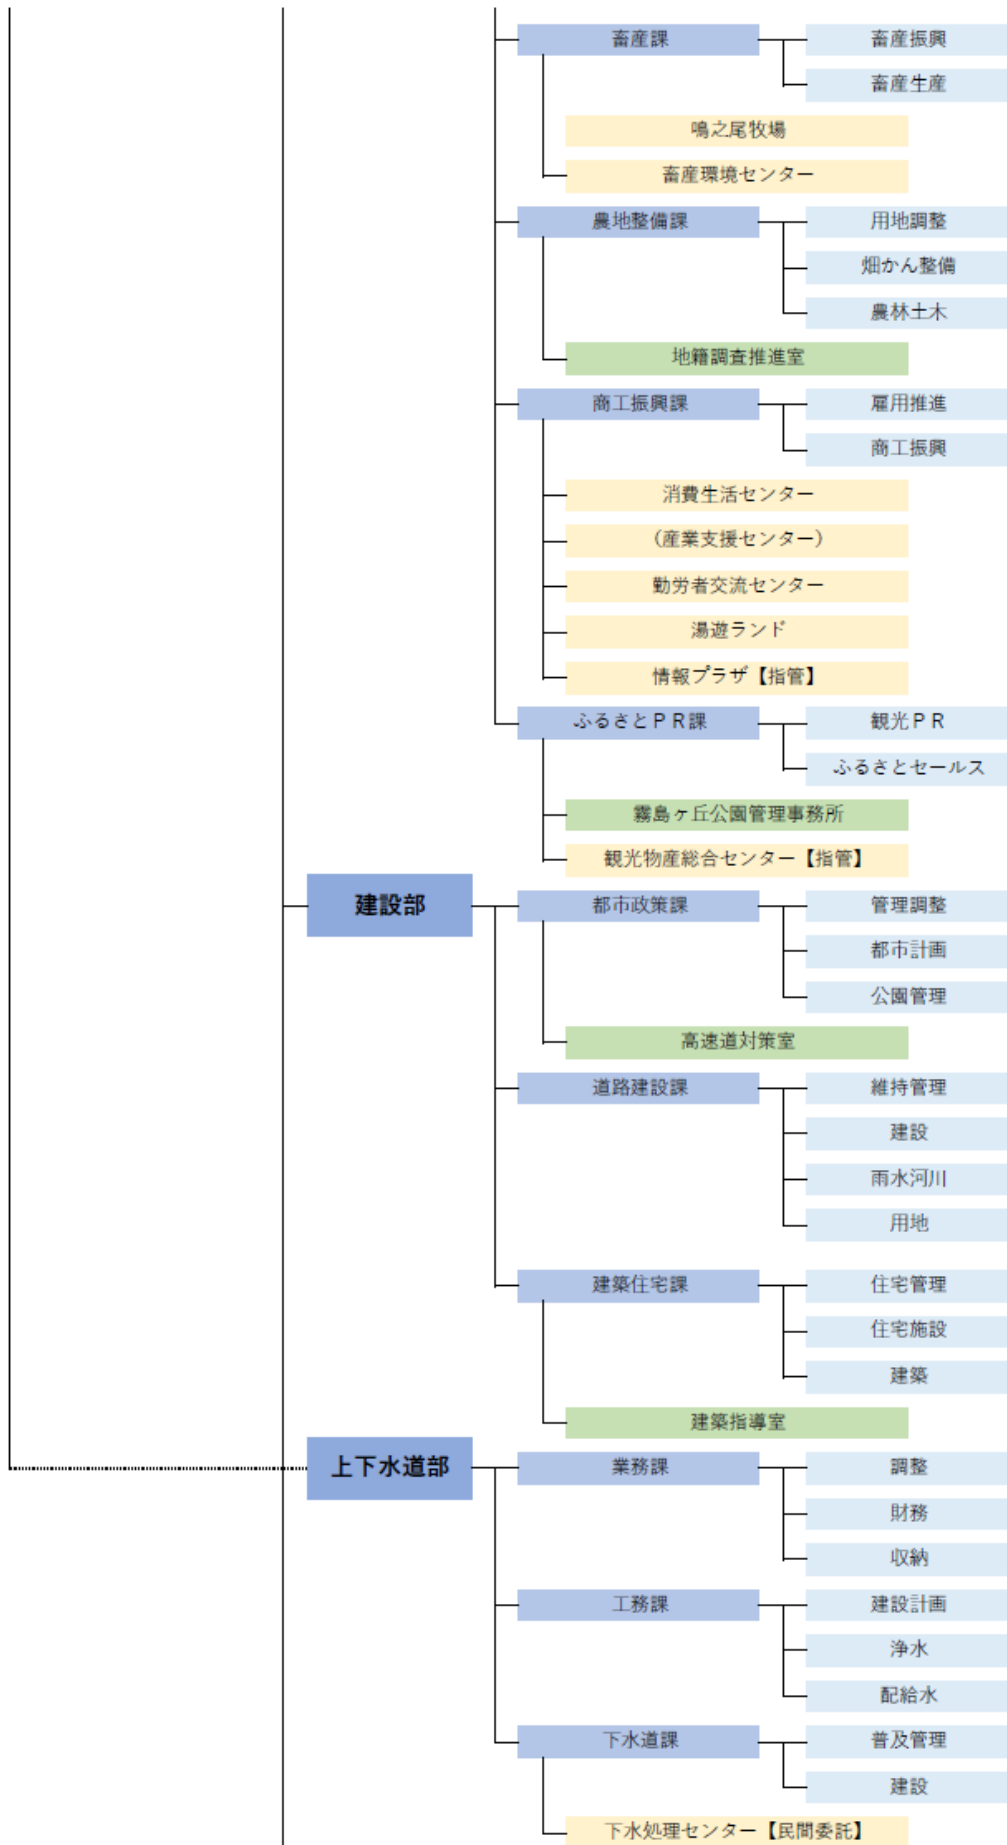 畜産課
畜産振興
畜産生産
鳴之尾牧場
畜産環境センター
農地整備課
用地調整
畑かん整備
農林土木
地籍調査推進室
商工振興課
雇用推進
商工振興
消費生活センター
（産業支援センター）
勤労者交流センター
湯遊ランド
情報プラザ【指管】
ふるさとＰＲ課
観光ＰＲ
ふるさとセールス
霧島ヶ丘公園管理事務所
観光物産総合センター【指管】
建設部
都市政策課
管理調整
都市計画
公園管理
高速道対策室
道路建設課
維持管理
建設
雨水河川
用地
建築住宅課
住宅管理
住宅施設
建築
建築指導室
上下水道部
業務課
調整
財務
収納
工務課
建設計画
浄水
配給水
下水道課
普及管理
建設
下水処理センター【民間委託】